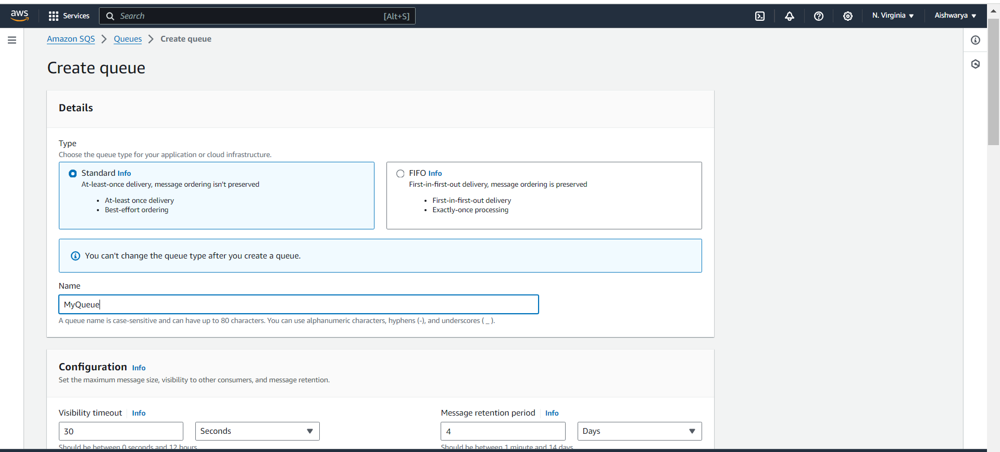 aws Services Search [Alt+S] N. Virginia Aishwarya
Amazon SQS Queues Create queue
Create queue
Details
Type
Choose the queue type for your application or cloud infrastructure.
Standard Info
At-least-once delivery, message ordering isn't preserved
• At-least once delivery
• Best-effort ordering
FIFO Info
First-in-first-out delivery, message ordering is preserved
• First-in-first-out delivery
• Exactly-once processing
You can't change the queue type after you create a queue.
Name
MyQueue
A queue name is case-sensitive and can have up to 80 characters. You can use alphanumeric characters, hyphens (-), and underscores ( _ ).
Configuration Info
Set the maximum message size, visibility to other consumers, and message retention.
Visibility timeout Info
30 Seconds
Should be between 0 seconds and 12 hours.
Message retention period Info
4 Days
Should be between 1 minute and 14 days.